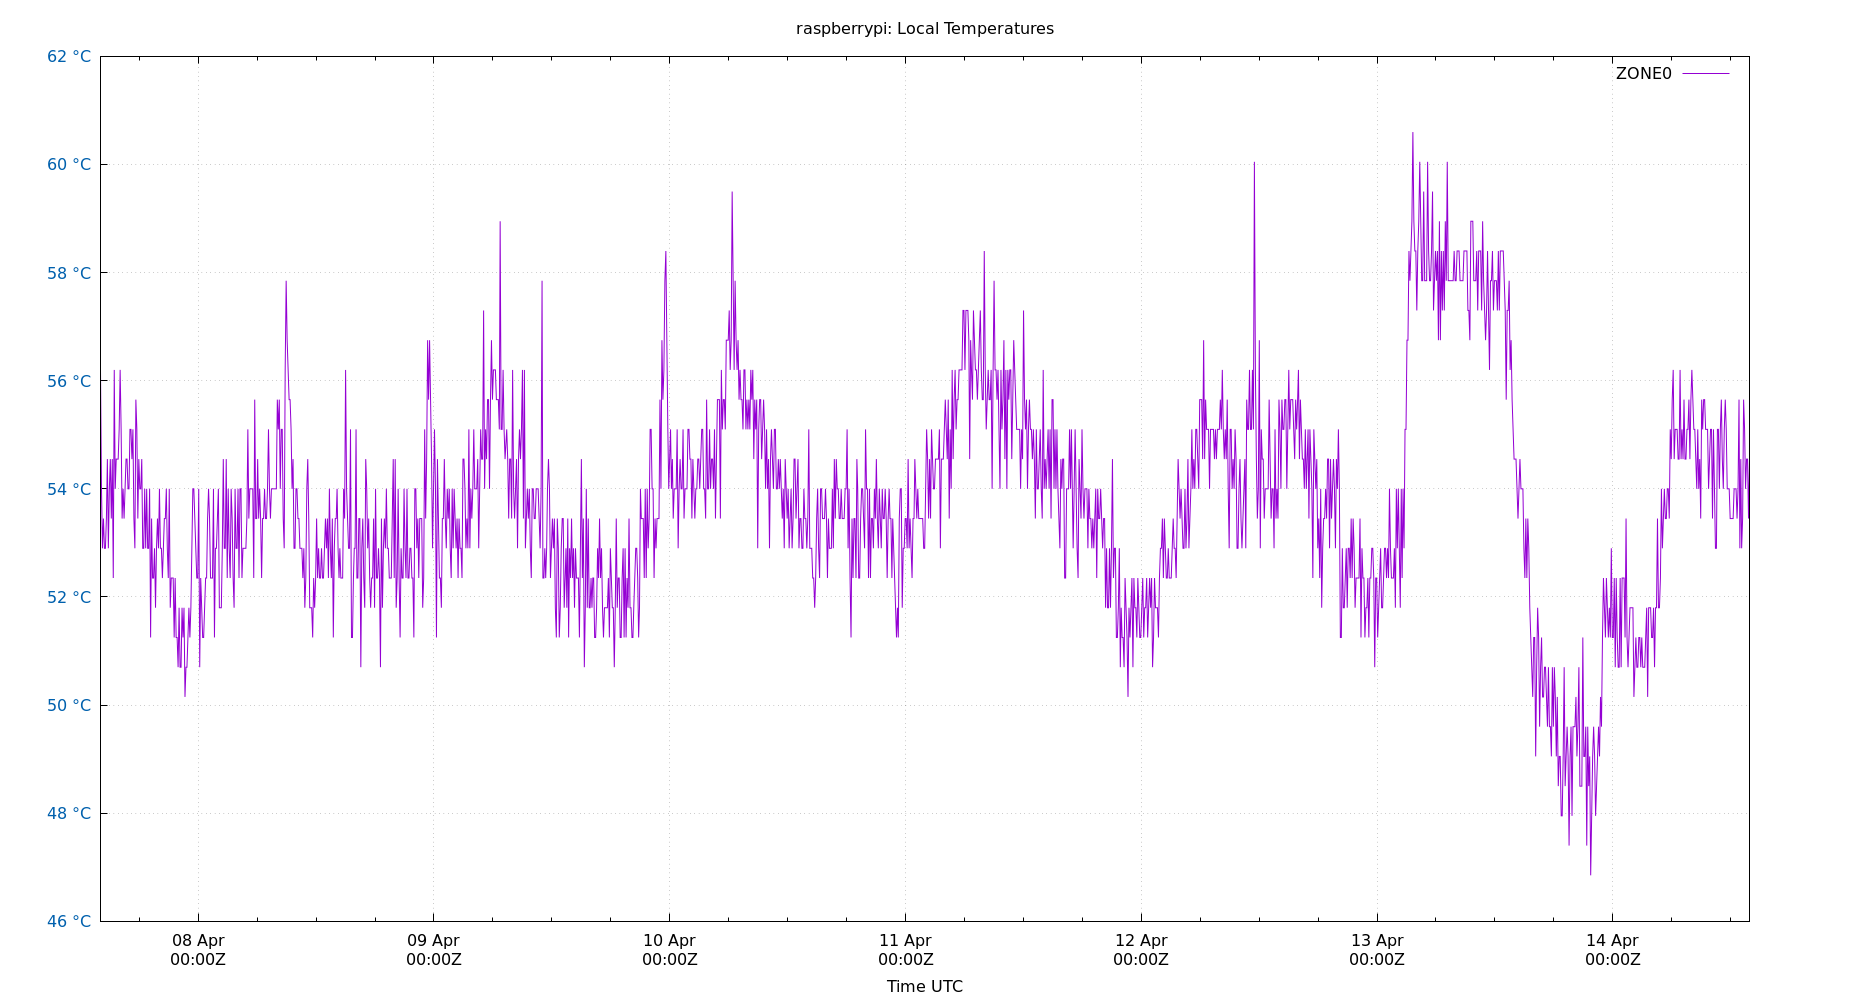 raspberrypi: Local Temperatures
62 °C
ZONE0
60 °C
58 °C
56 °C
54 °C
52 °C
50 °C
48 °C
46 °C
08 Apr
00:00Z
09 Apr
00:00Z
10 Apr
00:00Z
11 Apr
00:00Z
12 Apr
00:00Z
13 Apr
00:00Z
14 Apr
00:00Z
Time UTC